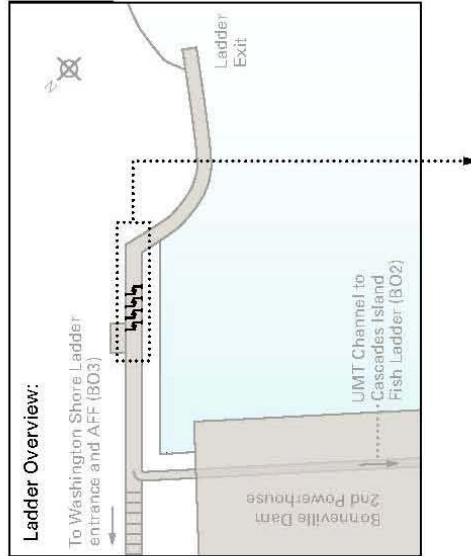 Ladder Overview:
To Washington Shore Ladder
entrance and AFF (BO3)
N
Ladder
Exit
UMT Channel to
Cascades Island
Fish Ladder (BO2)
Bonneville Dam
2nd Powerhouse